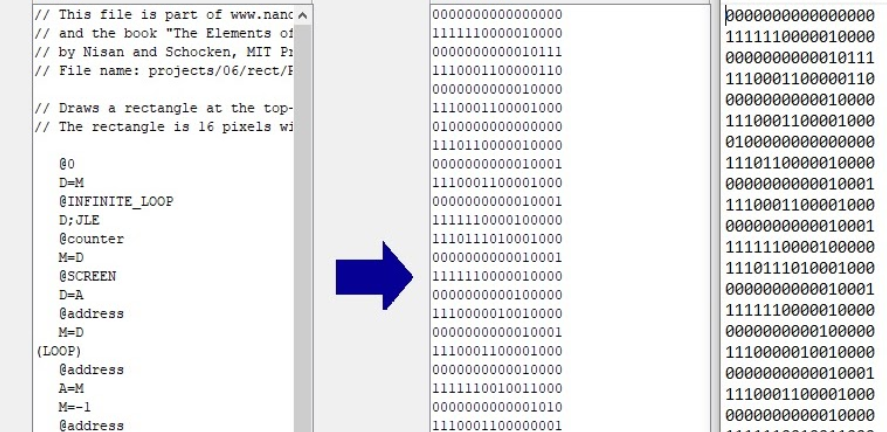 // This file is part of www.nanc
// and the book "The Elements of
// by Nisan and Schocken, MIT Pr
// File name: projects/06/rect/
// Draws a rectangle at the top-
// The rectangle is 16 pixels wi
@0
D=M
@INFINITE_LOOP
D;JLE
@counter
M=D
@SCREEN
D=A
@address
M=D
(LOOP)
@address
A=M
M=-1
@address
0000000000000000
1111110000010000
0000000000010111
1110001100000110
0000000000010000
1110001100001000
0100000000000000
1110110000010000
0000000000010001
1110001100001000
0000000000010001
1111110000100000
1110111010001000
0000000000010001
1111110000010000
0000000000100000
1110000010010000
0000000000010001
1110001100001000
0000000000010000
1111110010011000
0000000000001010
1110001100000001
0000000000000000
1111110000010000
0000000000010111
1110001100000110
0000000000010000
1110001100001000
0100000000000000
1110110000010000
0000000000010001
1110001100001000
0000000000010001
1111110000100000
1110111010001000
0000000000010001
1111110000010000
0000000000100000
1110000010010000
0000000000010001
1110001100001000
0000000000010000